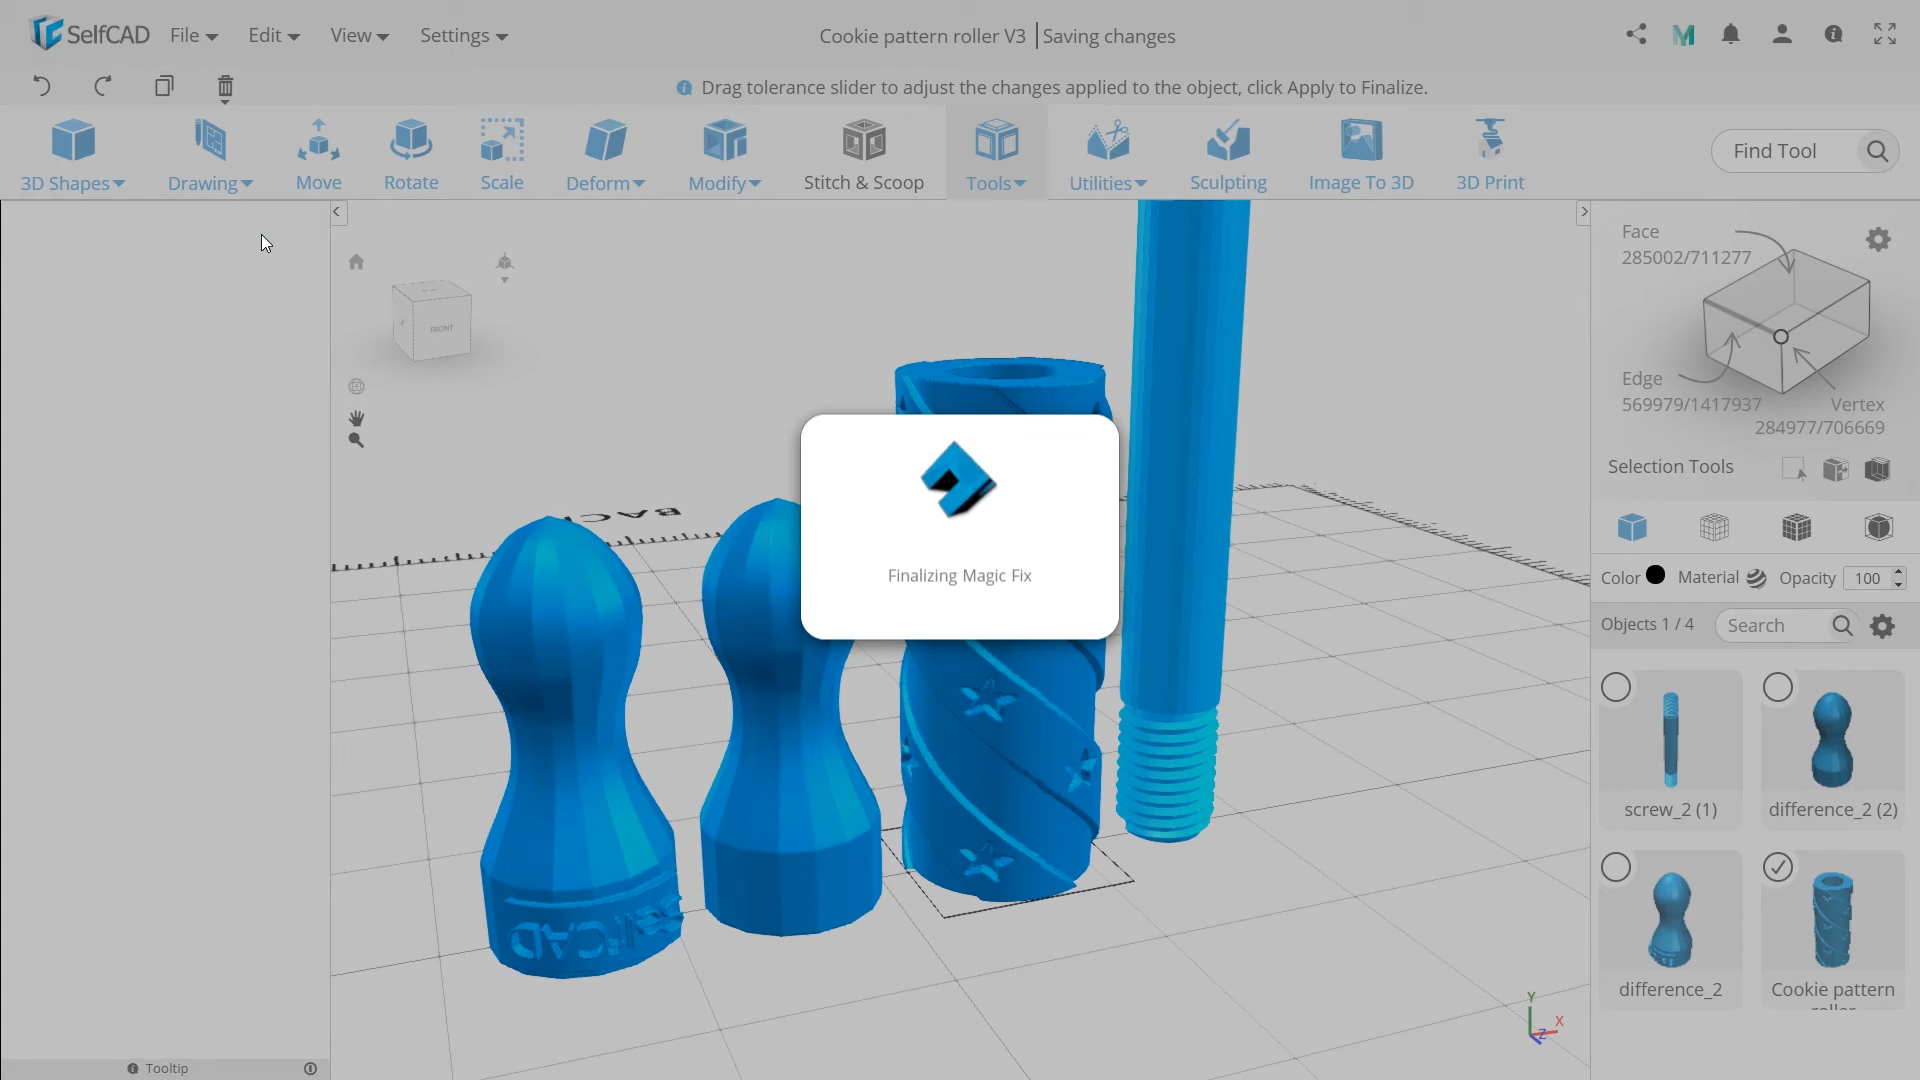 SelfCAD File Edit View Settings Cookie pattern roller V3 Saving changes
Drag tolerance slider to adjust the changes applied to the object, click Apply to Finalize.
3D Shapes Drawing Move Rotate Scale Deform Modify Stitch & Scoop Tools Utilities Sculpting Image To 3D 3D Print Find Tool
Face
285002/711277
FRONT
Edge
569979/1417937
Vertex
284977/706669
Selection Tools
BACK
Finalizing Magic Fix
Color Material Opacity 100
Objects 1 / 4 Search
screw_2 (1) difference_2 (2)
SelfCAD
difference_2 Cookie pattern
roller
Y
X
Z
Tooltip